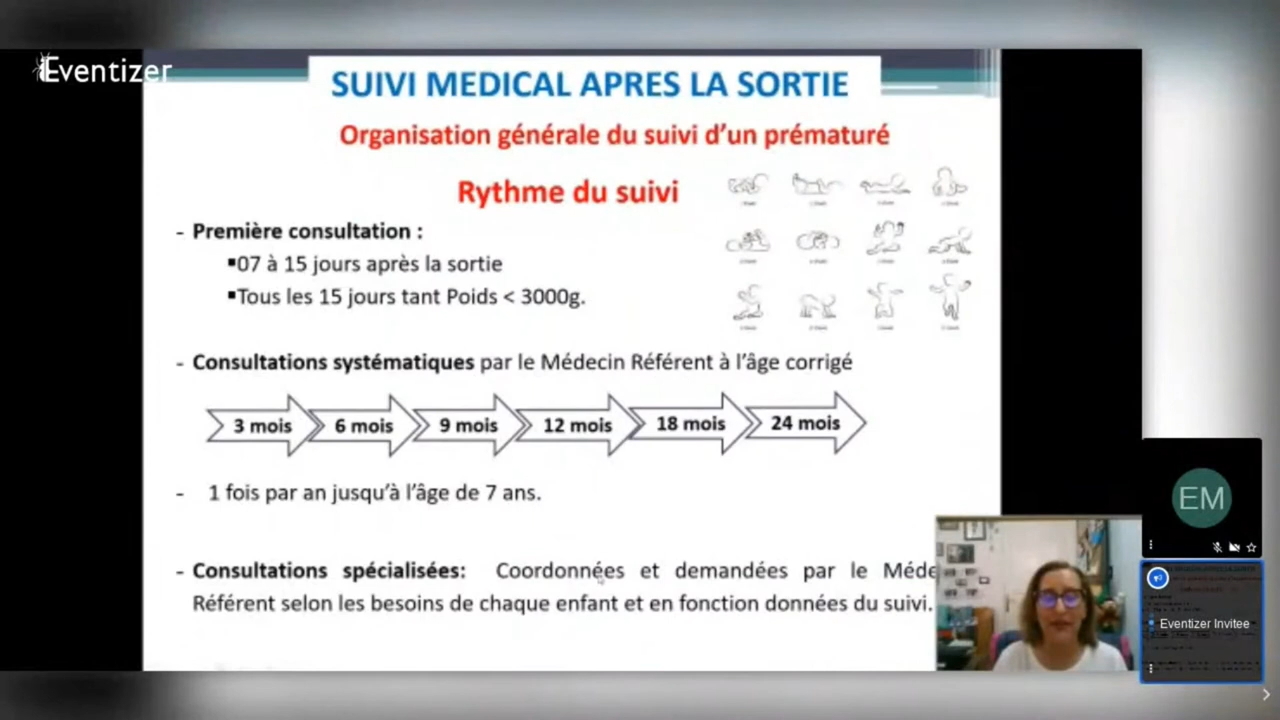 Eventizer
SUIVI MEDICAL APRES LA SORTIE
Organisation générale du suivi d'un prématuré
Rythme du suivi
- Première consultation :
▪07 à 15 jours après la sortie
▪Tous les 15 jours tant Poids < 3000g.
- Consultations systématiques par le Médecin Référent à l'âge corrigé
3 mois
6 mois
9 mois
12 mois
18 mois
24 mois
- 1 fois par an jusqu'à l'âge de 7 ans.
- Consultations spécialisées: Coordonnées et demandées par le Méde
Référent selon les besoins de chaque enfant et en fonction données du suivi.
EM
Eventizer Invitee